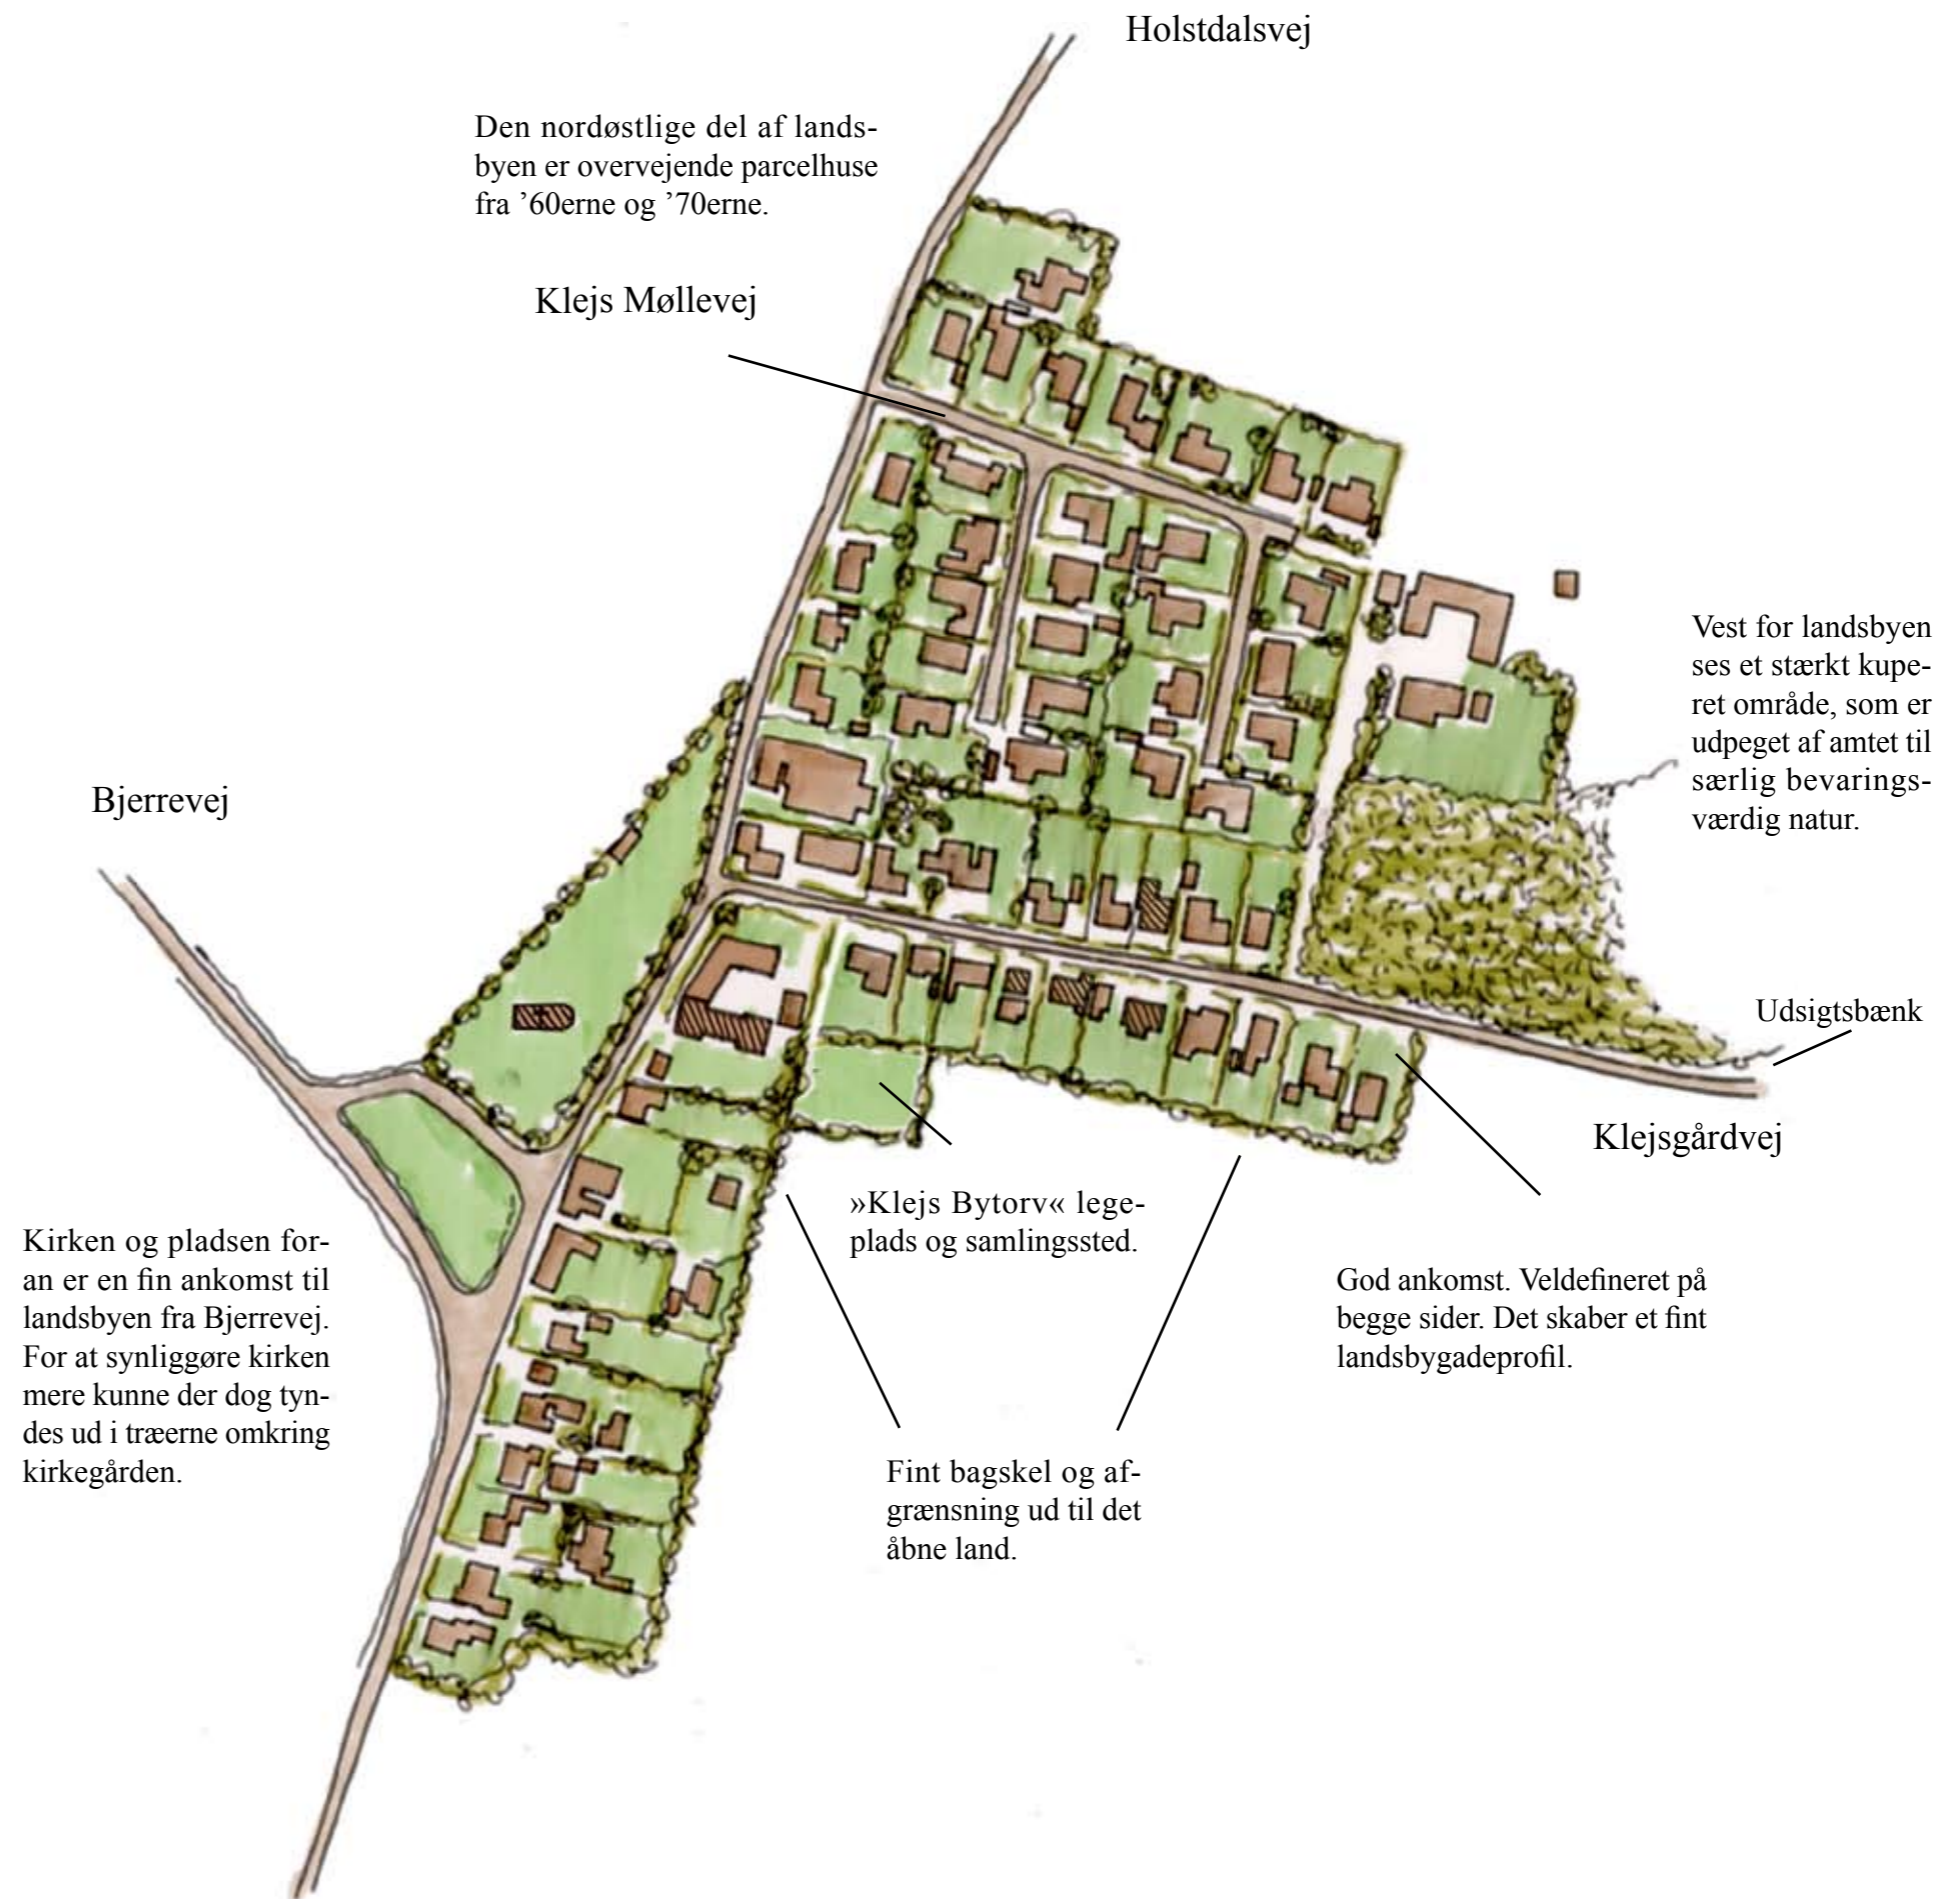 Holstdalsvej
Den nordøstlige del af lands-
byen er overvejende parcelhuse
fra ’60erne og ’70erne.
Klejs Møllevej
Vest for landsbyen
ses et stærkt kupe-
ret område, som er
udpeget af amtet til
særlig bevarings-
værdig natur.
Bjerrevej
Udsigtsbænk
Klejsgårdvej
»Klejs Bytorv« lege-
plads og samlingssted.
Kirken og pladsen for-
an er en fin ankomst til
landsbyen fra Bjerrevej.
For at synliggøre kirken
mere kunne der dog tyn-
des ud i træerne omkring
kirkegården.
God ankomst. Veldefineret på
begge sider. Det skaber et fint
landsbygadeprofil.
Fint bagskel og af-
grænsning ud til det
åbne land.